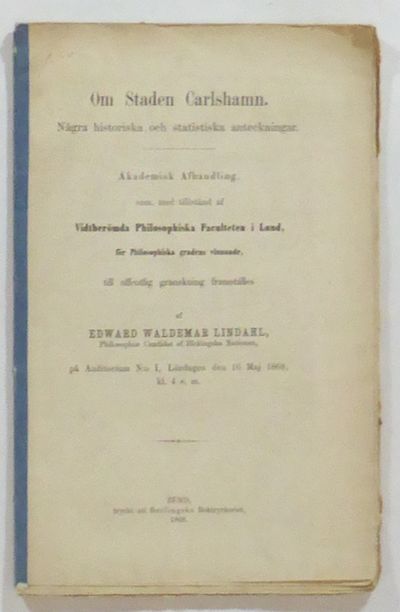 Om Staden Carlshamn.
Några historiska och statistiska anteckningar.
Akademisk Afhandling,
som med tillstånd af
Vidtberömda Philosophiska Faculteten i Lund,
för Philosophiska gradens vinnande,
till offentlig granskning framställes
af
EDWARD WALDEMAR LINDAHL,
Philosophiæ Candidat af Blekingska Nationen,
på Auditorium N:o 1, Lördagen den 16 Maj 1868,
kl. 4 e. m.
LUND,
tryckt uti Berlingska Boktryckeriet,
1868.